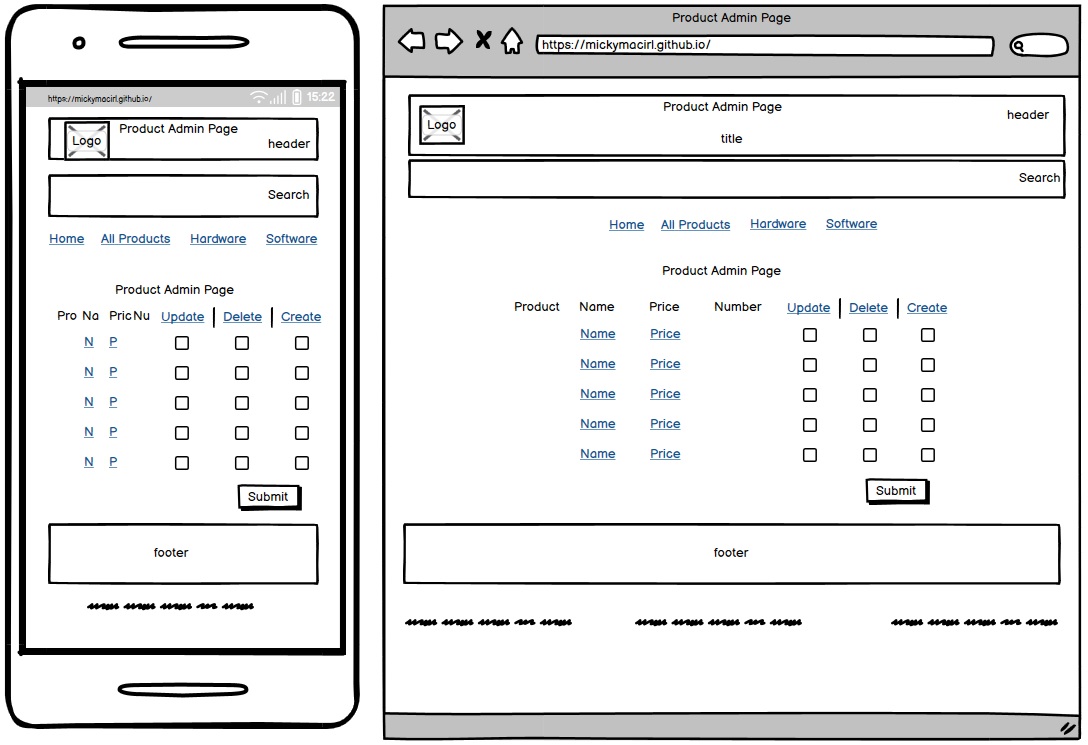 https://mickymacirl.github.io/ 15:22
Product Admin Page
Logo
header
Search
Home All Products Hardware Software
Product Admin Page
Pro Na Pric Nu Update Delete Create
N P
N P
N P
N P
N P
Submit
footer
Product Admin Page
https://mickymacirl.github.io/
Product Admin Page
header
Logo
title
Search
Home All Products Hardware Software
Product Admin Page
Product Name Price Number Update Delete Create
Name Price
Name Price
Name Price
Name Price
Name Price
Submit
footer